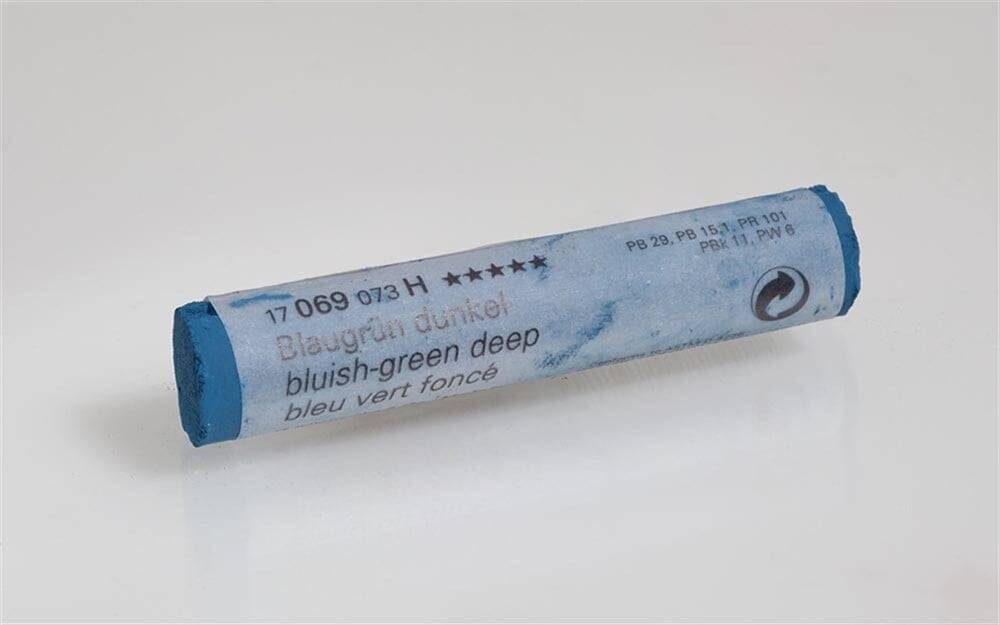 17 069 073 H ★★★★★
Blaugrün dunkel
bluish-green deep
bleu vert foncé
PB 29, PB 15,1, PR 101
PBk 11, PW 6